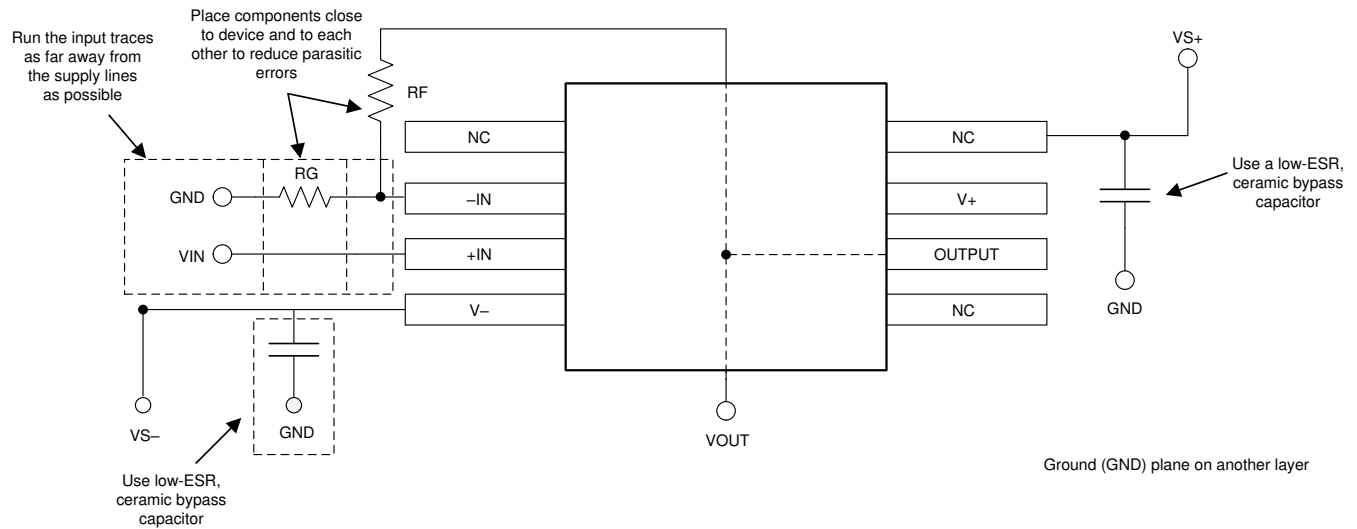 Place components close
to device and to each
other to reduce parasitic
errors
Run the input traces
as far away from
the supply lines
as possible
VS+
RF
NC
NC
Use a low-ESR,
ceramic bypass
capacitor
RG
GND
–IN
V+
VIN
+IN
OUTPUT
V–
NC
GND
VS–
GND
VOUT
Use low-ESR,
ceramic bypass
capacitor
Ground (GND) plane on another layer